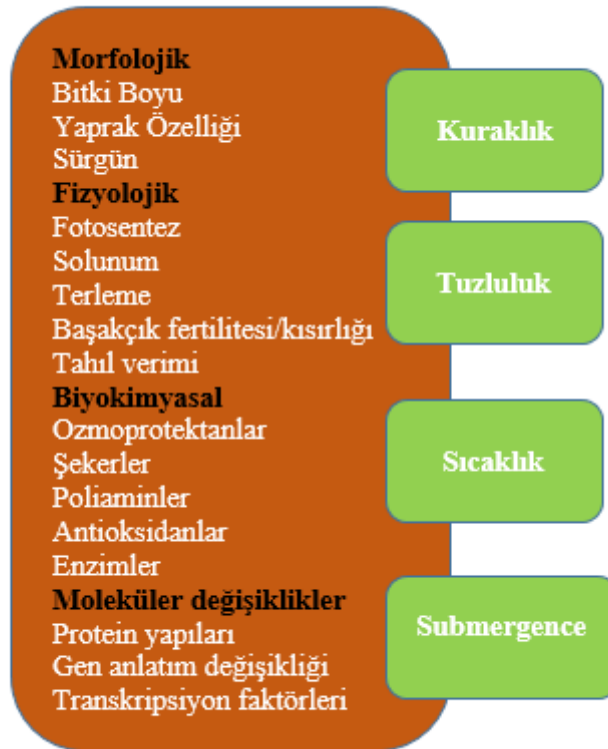 Morfolojik
Bitki Boyu
Yaprak Özelliği
Sürgün
Fizyolojik
Fotosentez
Solunum
Terleme
Başakçık fertilitesi/kısırlığı
Tahıl verimi
Biyokimyasal
Ozmoprotektanlar
Şekerler
Poliaminler
Antioksidanlar
Enzimler
Moleküler değişiklikler
Protein yapıları
Gen anlatım değişikliği
Transkripsiyon faktörleri
Kuraklık
Tuzluluk
Sıcaklık
Submergence